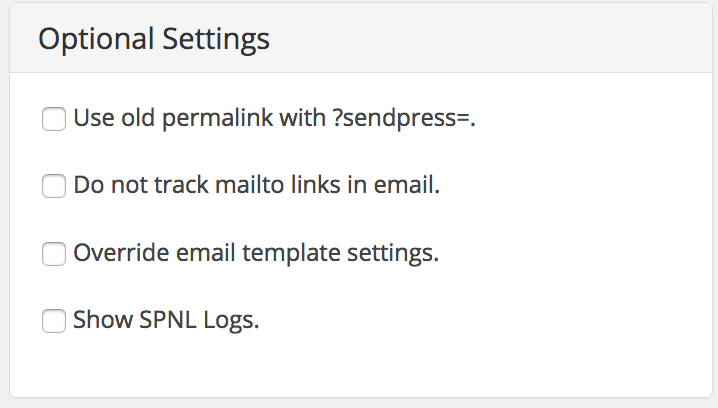 Optional Settings
Use old permalink with ?sendpress=.
Do not track mailto links in email.
Override email template settings.
Show SPNL Logs.